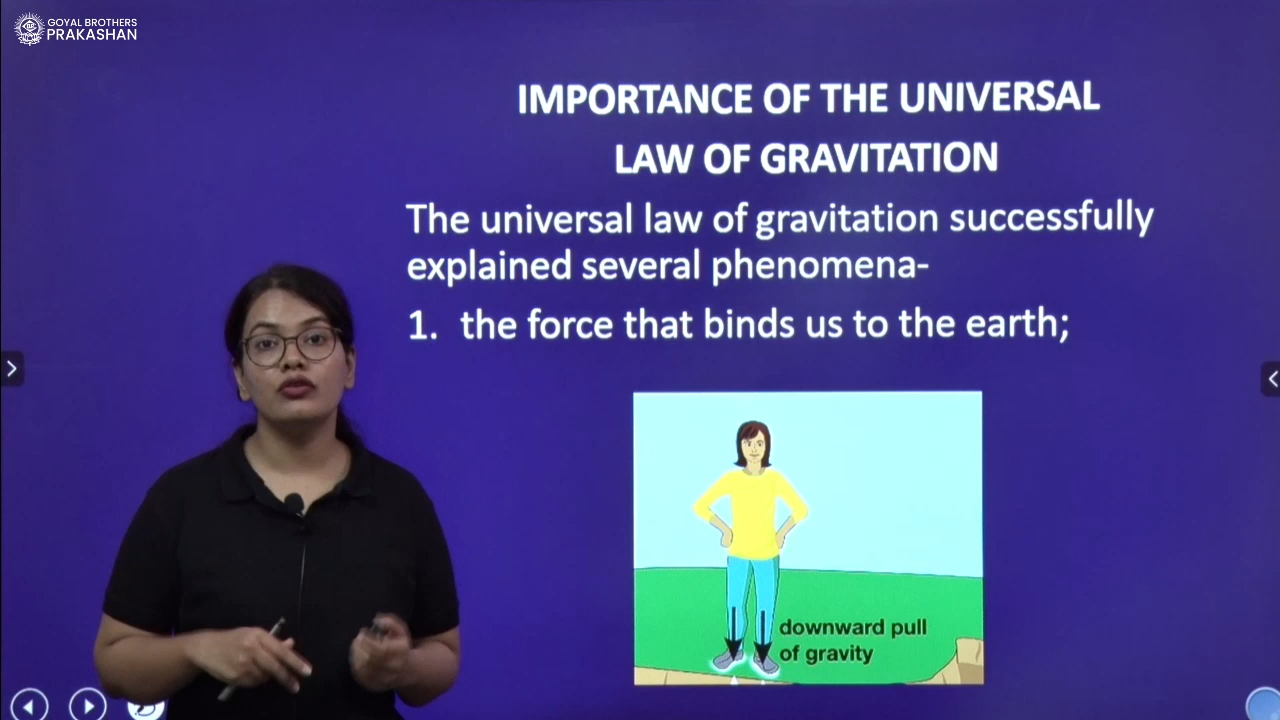 GOYAL BROTHERS
PRAKASHAN
IMPORTANCE OF THE UNIVERSAL
LAW OF GRAVITATION
The universal law of gravitation successfully
explained several phenomena-
1. the force that binds us to the earth;
downward pull
of gravity